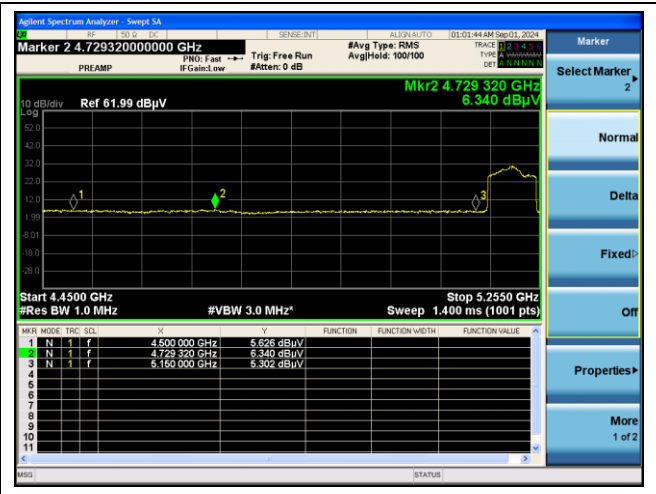 Agilent Spectrum Analyzer - Swept SA
RF 50 Ω DC SENSE:INT ALIGN AUTO 01:01:44 AM Sep 01, 2024
Marker 2 4.729320000000 GHz #Avg Type: RMS TRACE 1 2 3 4 5 6 Marker
PNO: Fast Trig: Free Run Avg|Hold: 100/100 TYPE A
PREAMP IFGain:Low #Atten: 0 dB DET A N N N N N
Select Marker
2
Mkr2 4.729 320 GHz
10 dB/div Ref 61.99 dBµV 6.340 dBµV
Log
52.0
42.0
32.0
22.0
12.0
1.99
-8.01
-18.0
-28.0
1
2
3
Normal
Delta
Fixed
Off
Start 4.4500 GHz Stop 5.2550 GHz
#Res BW 1.0 MHz #VBW 3.0 MHz* Sweep 1.400 ms (1001 pts)
MKR MODE TRC SCL X Y FUNCTION FUNCTION WIDTH FUNCTION VALUE
1 N 1 f 4.500 000 GHz 5.626 dBµV
2 N 1 f 4.729 320 GHz 6.340 dBµV
3 N 1 f 5.150 000 GHz 5.302 dBµV
4
5
6
7
8
9
10
11
Properties
More
1 of 2
MSG STATUS